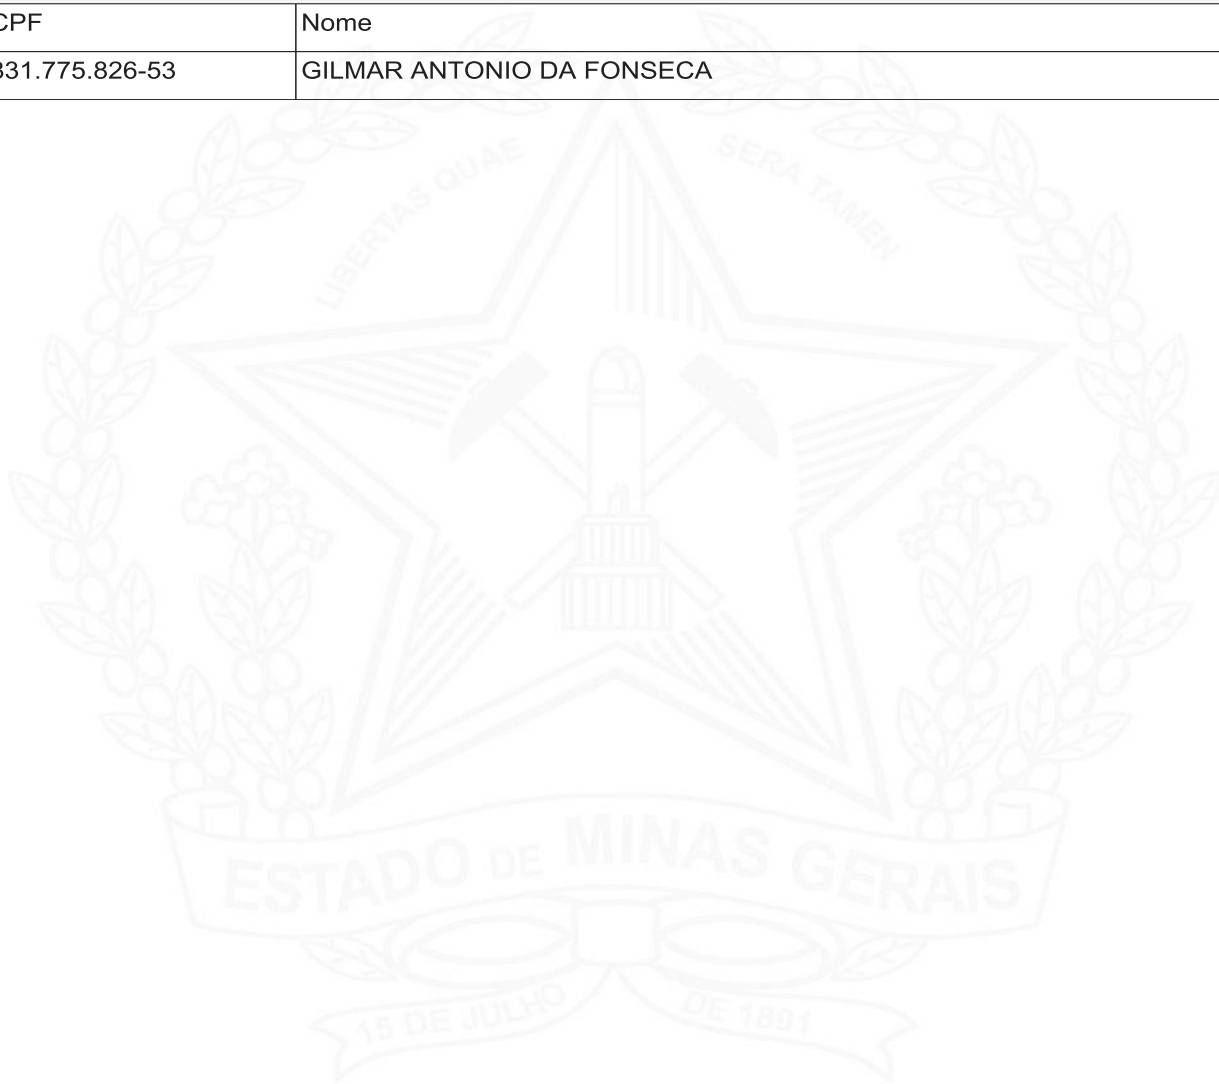 CPF Nome
331.775.826-53 GILMAR ANTONIO DA FONSECA
LIBERTAS QUAE SERA TAMEN
ESTADO DE MINAS GERAIS
15 DE JULHO DE 1891